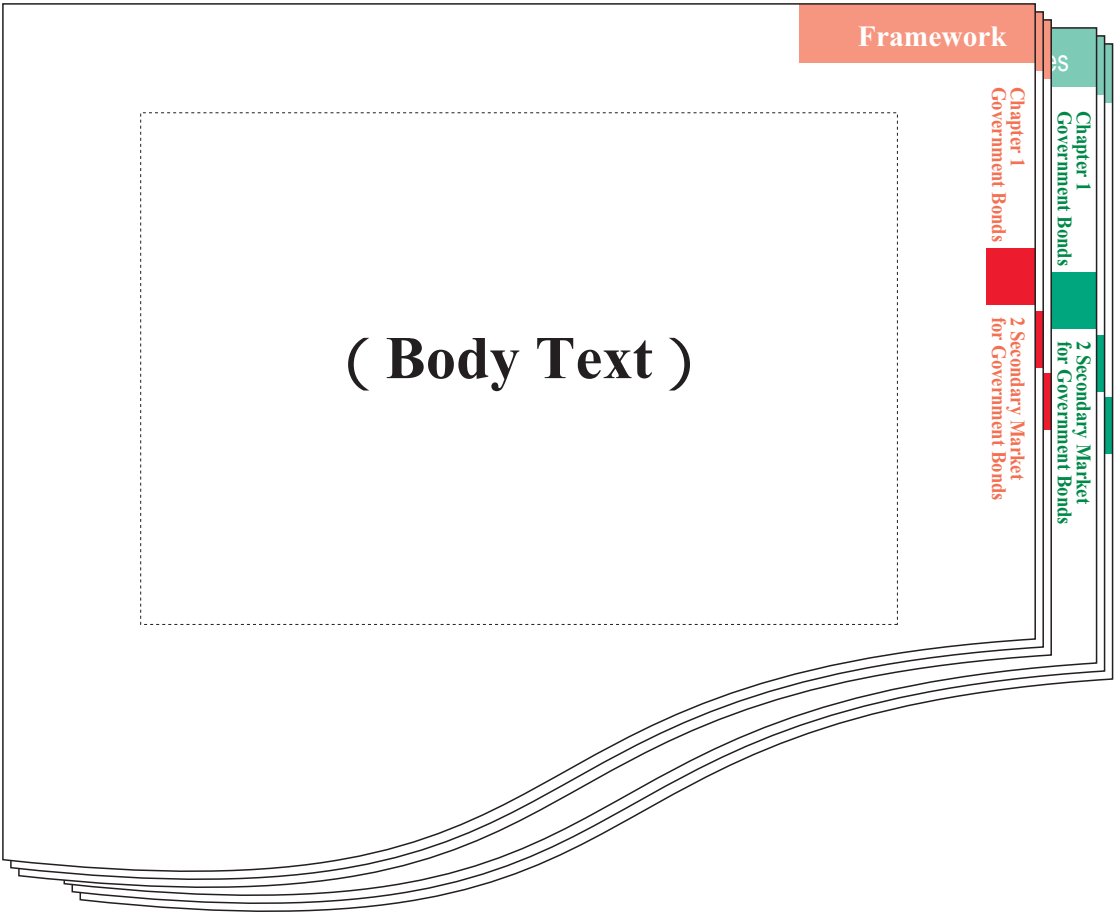 Framework
es
Chapter 1
Government Bonds
2 Secondary Market
for Government Bonds
Chapter 1
Government Bonds
2 Secondary Market
for Government Bonds
( Body Text )